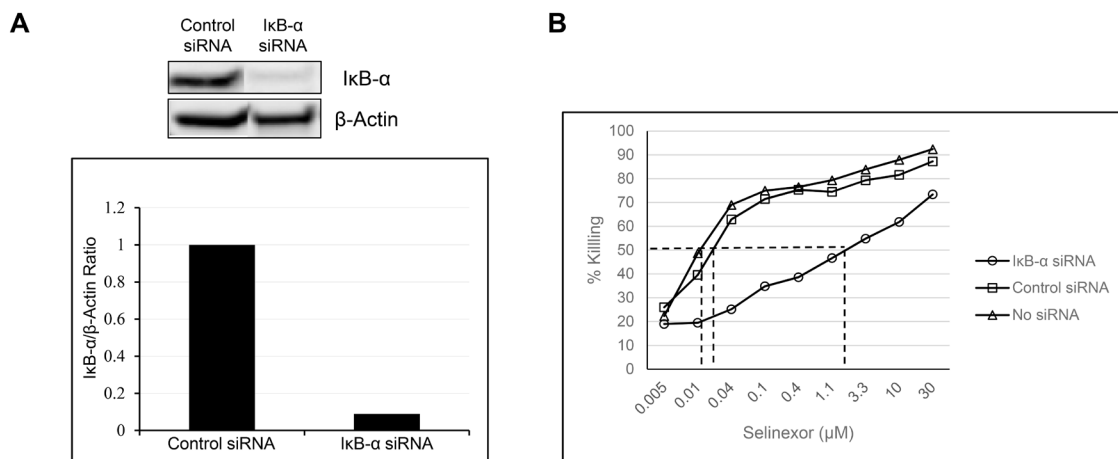 A
Control
siRNA
IκB-α
siRNA
IκB-α
β-Actin
IκB-α/β-Actin Ratio
1.2
1
0.8
0.6
0.4
0.2
0
Control siRNA
IκB-α siRNA
B
% Killling
100
90
80
70
60
50
40
30
20
10
0
0.005
0.01
0.04
0.1
0.4
1.1
3.3
10
30
Selinexor (μM)
IκB-α siRNA
Control siRNA
No siRNA